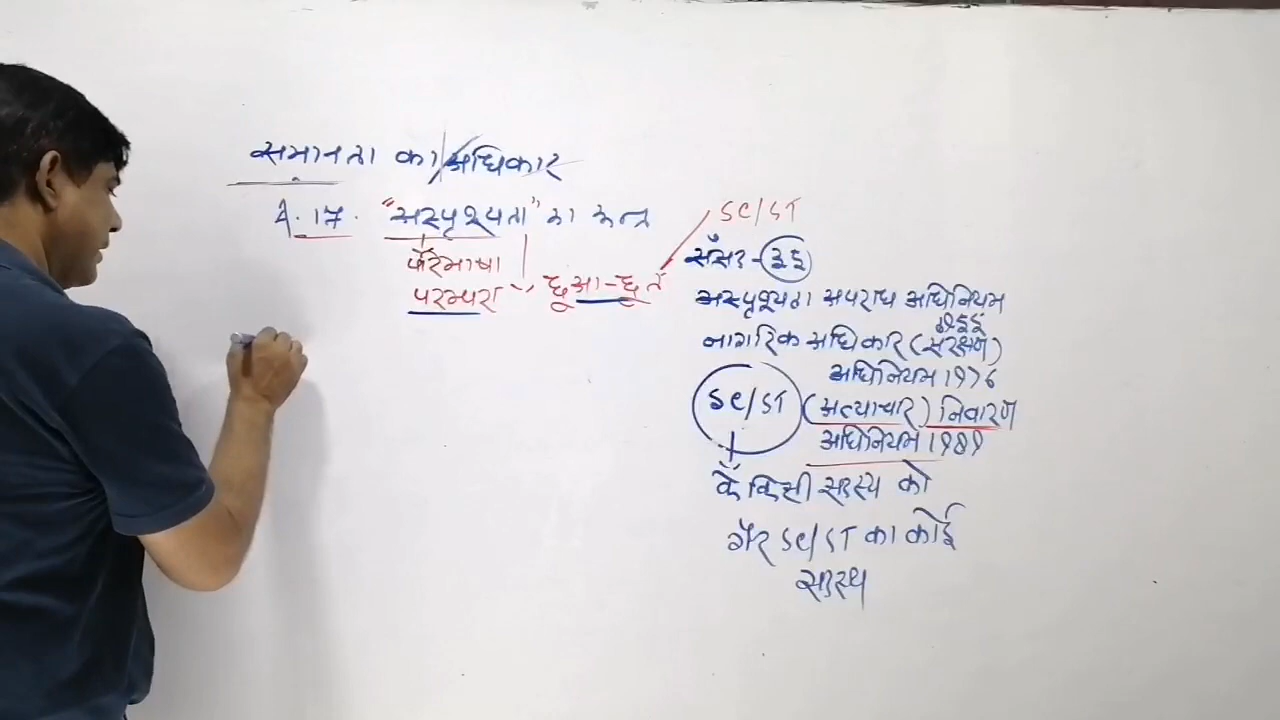 समानता का अधिकार
A. 17. "अस्पृश्यता" का अन्त
परिभाषा
परम्परा
छूआ-छूत
SC/ST
संसद - 35
अस्पृश्यता अपराध अधिनियम
नागरिक अधिकार (संरक्षण)
अधिनियम 1976
SC/ST (अत्याचार) निवारण
अधिनियम 1989
के किसी सदस्य को
गैर SC/ST का कोई
सदस्य